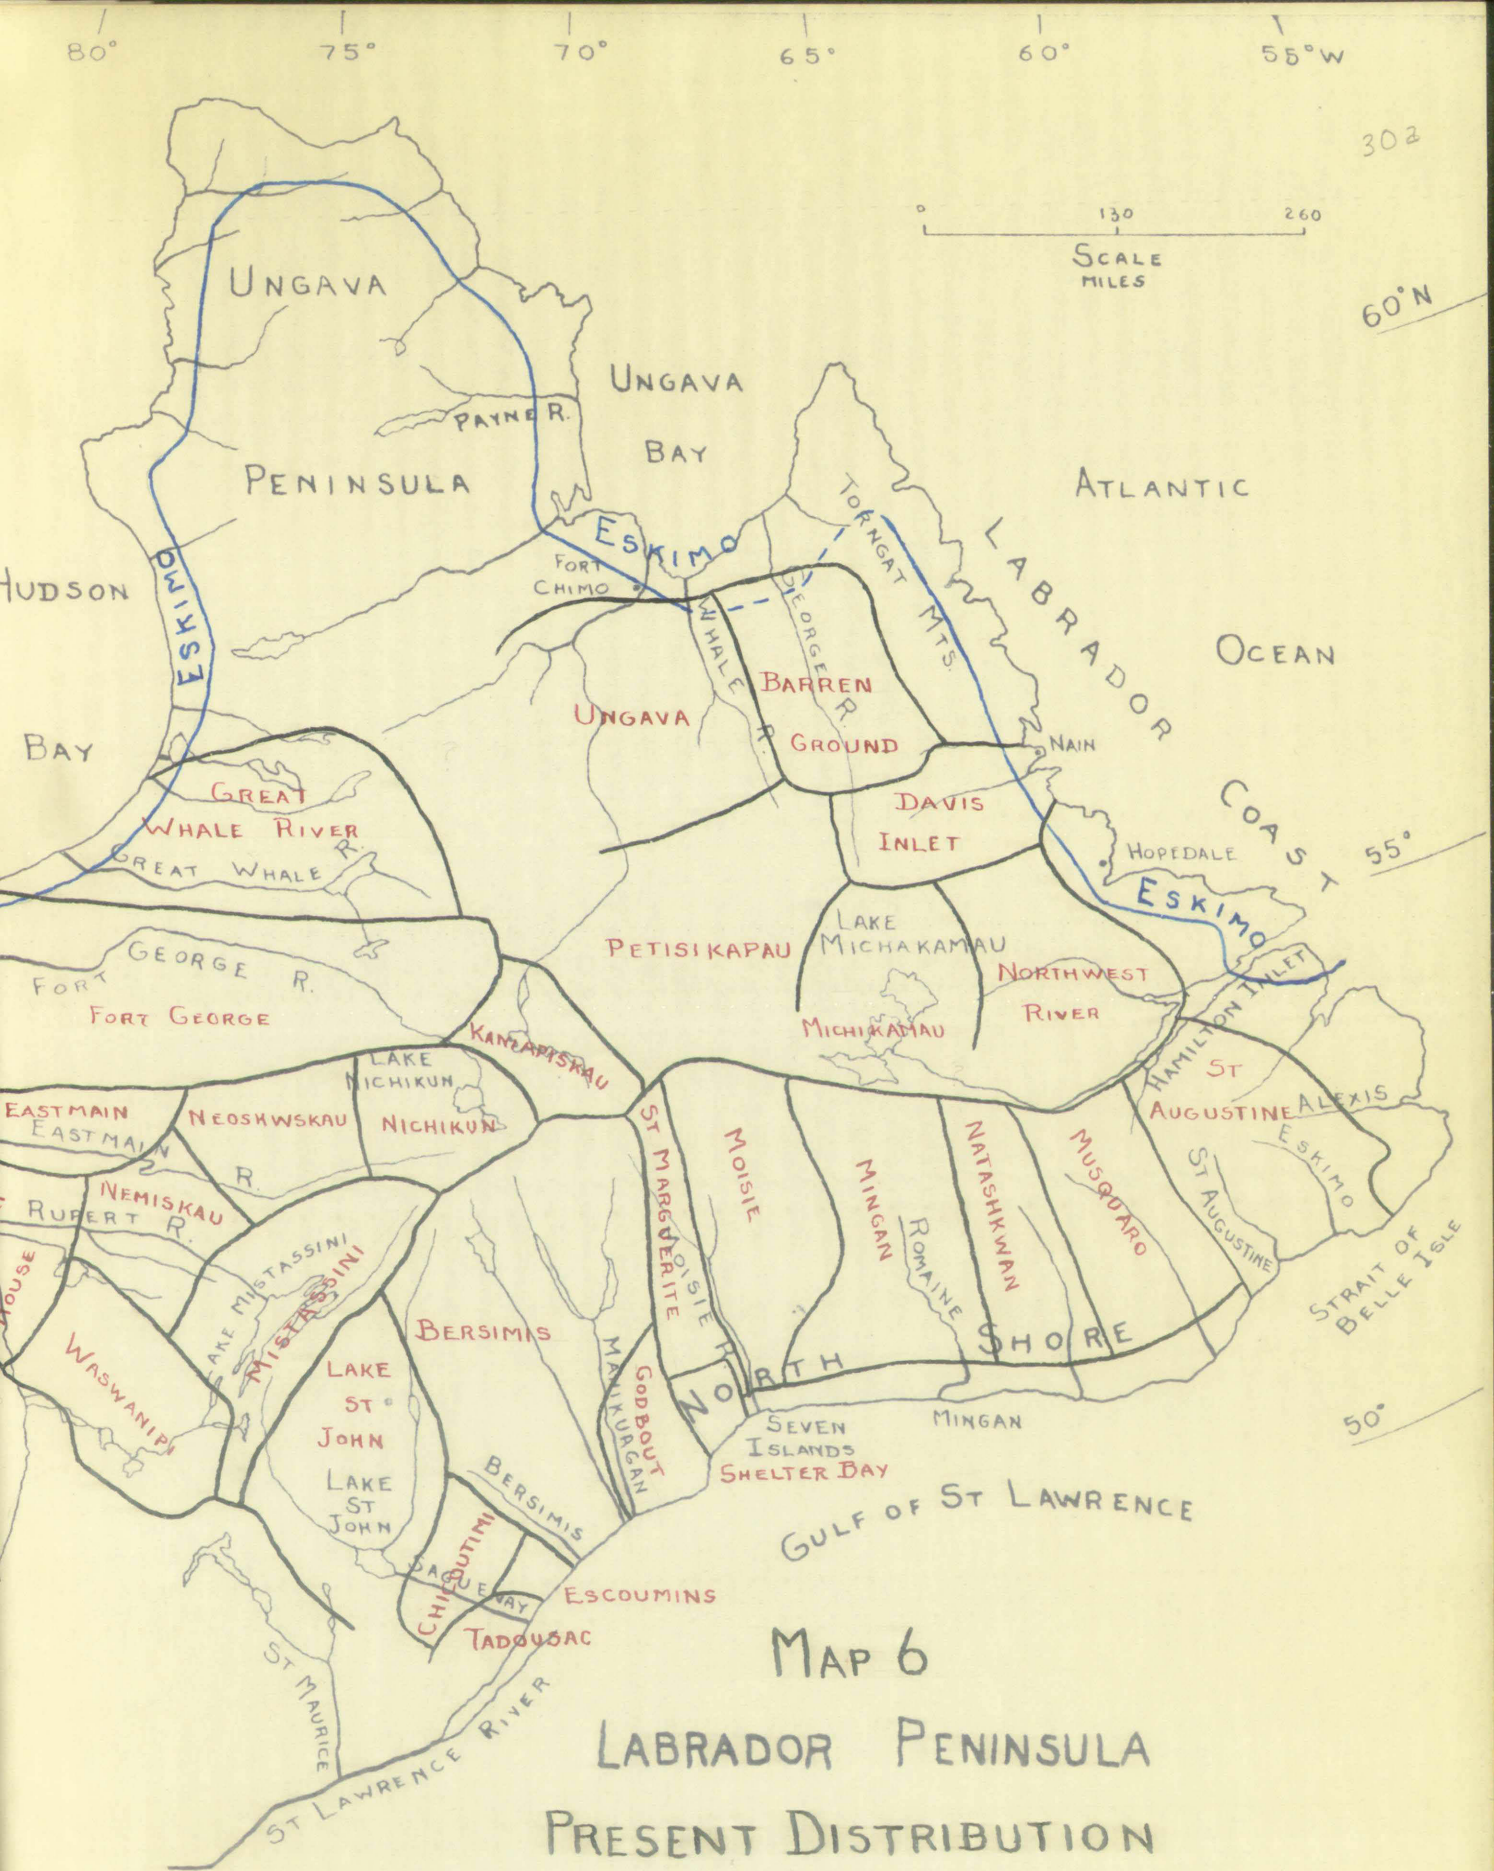 80° 75° 70° 65° 60° 55°W
302
0 130 260
SCALE
MILES
60°N
UNGAVA
UNGAVA
BAY
PAYNE R.
PENINSULA
ATLANTIC
TORNGAT MTS.
LABRADOR
COAST
ESKIMO
FORT
CHIMO
HUDSON
ESKIMO
GEORGE R.
WHALE R.
OCEAN
BARREN
GROUND
UNGAVA
BAY
NAIN
GREAT
WHALE RIVER
GREAT WHALE R.
DAVIS
INLET
HOPEDALE
55°
ESKIMO
LAKE
MICHAKAMAU
PETISIKAPAU
FORT GEORGE R.
NORTHWEST
RIVER
HAMILTON INLET
FORT GEORGE
MICHIKAMAU
KANIAPISKAU
LAKE
NICHIKUN
ST
AUGUSTINE
ALEXIS
EASTMAIN
EASTMAIN R.
NEOSHWSKAU
NICHIKUN
ST MARGUERITE
MOISIE
MINGAN
NATASHKWAN
MUSQUARO
ST AUGUSTINE
ESKIMO
NEMISKAU
RUPERT R.
E
HOUSE
LAKE MISTASSINI
MISTASSINI
MOISIE R.
ROMAINE
STRAIT OF
BELLE ISLE
BERSIMIS
WASWANIPI
LAKE
ST
JOHN
LAKE
ST
JOHN
MANIKUAGAN
GODBOUT
NORTH SHORE
SEVEN
ISLANDS
MINGAN
50°
SHELTER BAY
BERSIMIS
GULF OF ST LAWRENCE
CHICOUTIMI
SAGUENAY
ESCOUMINS
TADOUSAC
ST MAURICE
ST LAWRENCE RIVER
MAP 6
LABRADOR PENINSULA
PRESENT DISTRIBUTION